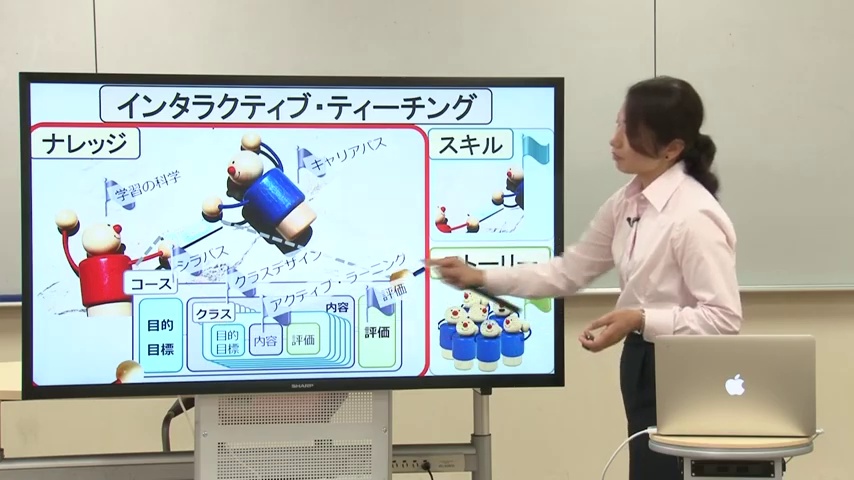 インタラクティブ・ティーチング
ナレッジ
スキル
キャリアパス
学習の科学
シラバス
クラスデザイン
アクティブ・ラーニング
評価
トーリー
コース
目的
目標
クラス
内容
目的
目標
内容
評価
評価
SHARP